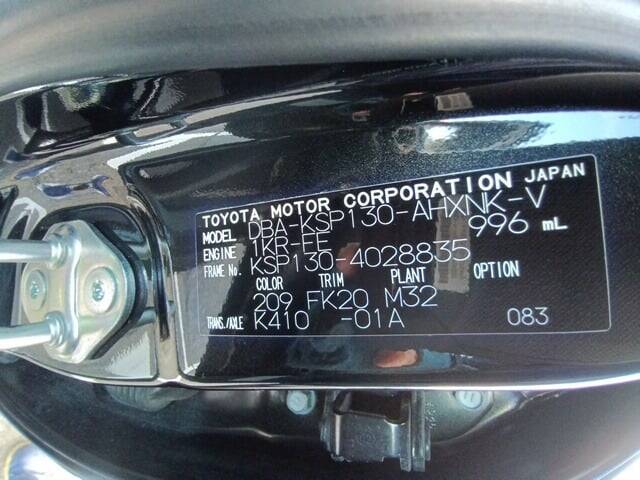 TOYOTA MOTOR CORPORATION JAPAN
MODEL DBA-KSP130-AHXNK-V
ENGINE 1KR-FE 996 mL
FRAME No. KSP130-4028835
COLOR TRIM PLANT OPTION
209 FK20 M32
TRANS./AXLE K410 -01A 083